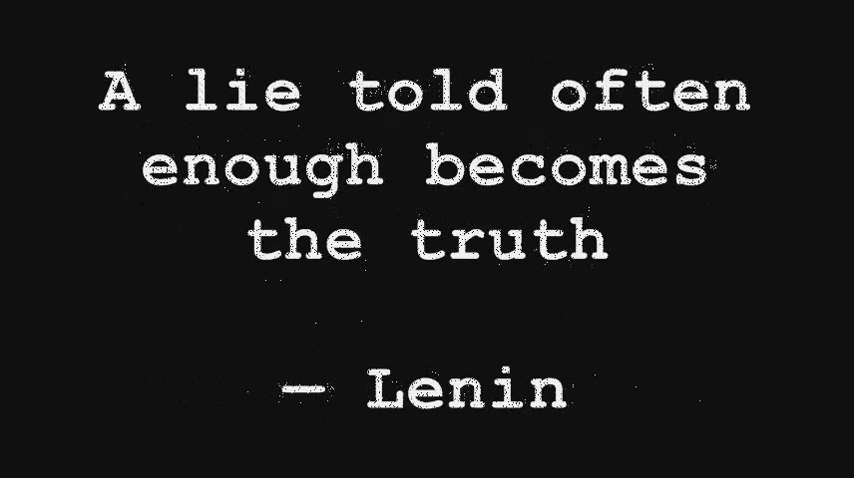 A lie told often
enough becomes
the truth
— Lenin